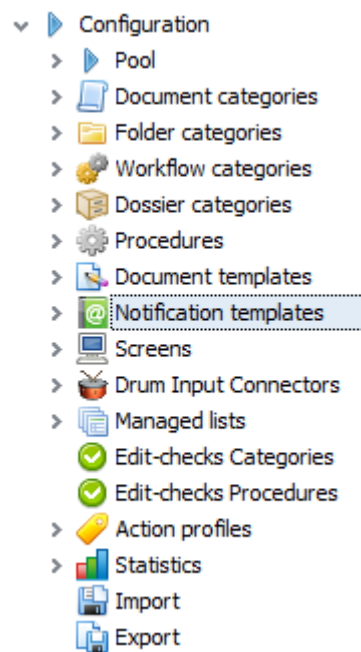 Configuration
Pool
Document categories
Folder categories
Workflow categories
Dossier categories
Procedures
Document templates
@ Notification templates
Screens
Drum Input Connectors
Managed lists
Edit-checks Categories
Edit-checks Procedures
Action profiles
Statistics
Import
Export